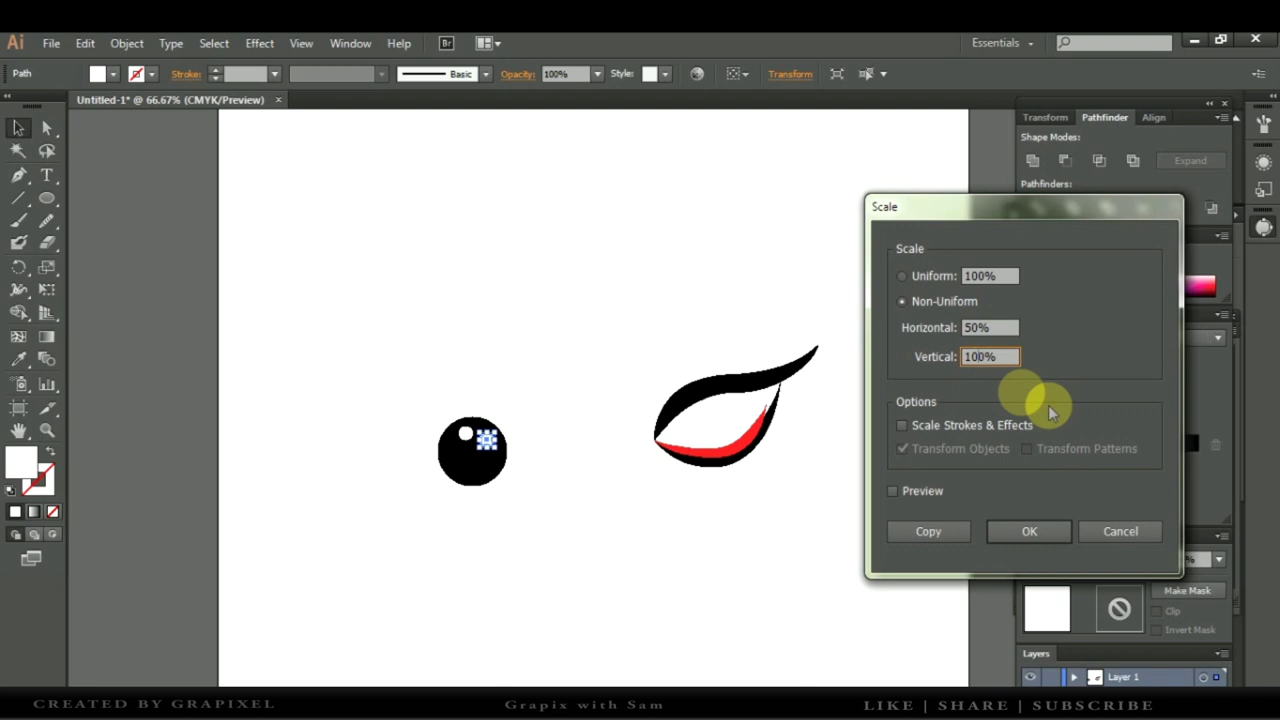 Ai File Edit Object Type Select Effect View Window Help Br Essentials
Path Stroke: Basic Opacity: 100% Style: Transform
Untitled-1* @ 66.67% (CMYK/Preview) ×
Transform Pathfinder Align
Shape Modes:
Expand
Pathfinders:
Scale
Scale
Uniform: 100%
Non-Uniform
Horizontal: 50%
Vertical: 100%
Options
Scale Strokes & Effects
Transform Objects Transform Patterns
Preview
Copy OK Cancel
%
Make Mask
Clip
Invert Mask
Layers
Layer 1
CREATED BY GRAPIXEL Grapix with Sam LIKE | SHARE | SUBSCRIBE